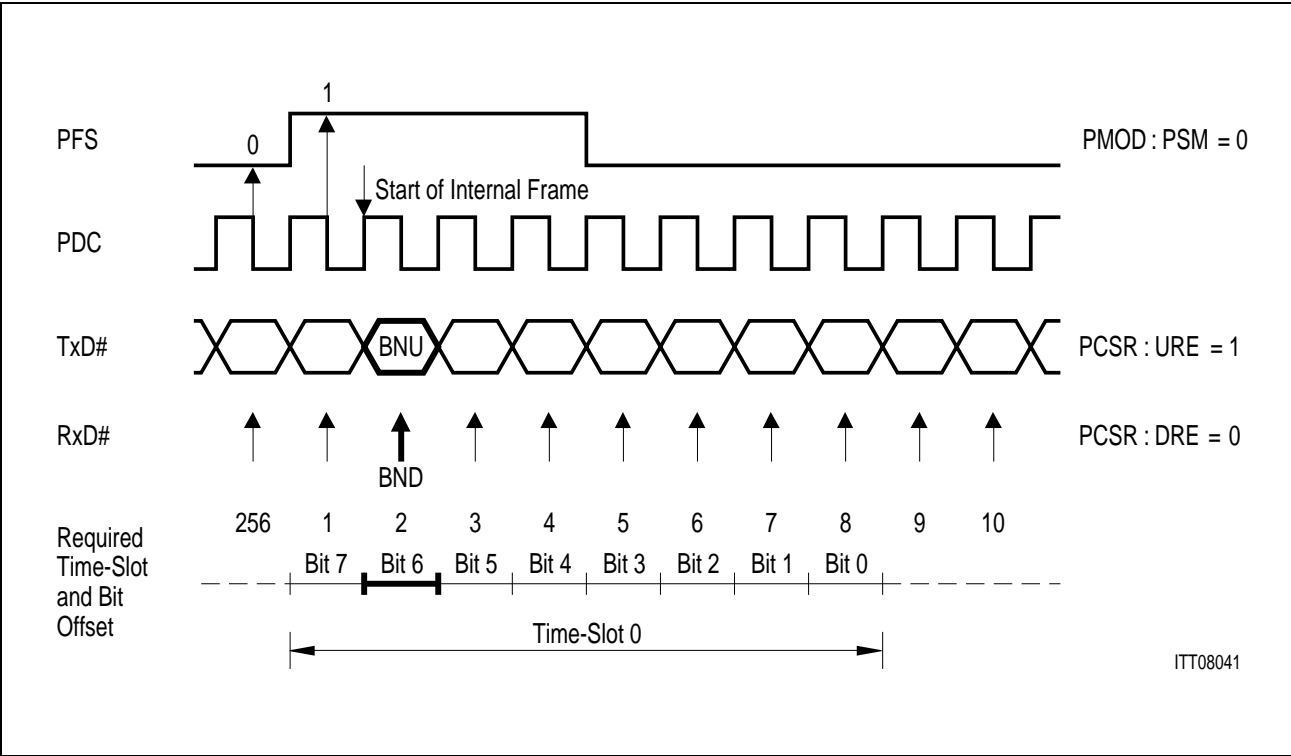 1
PFS
0
PMOD : PSM = 0
Start of Internal Frame
PDC
TxD#
BNU
PCSR : URE = 1
RxD#
PCSR : DRE = 0
BND
256 1 2 3 4 5 6 7 8 9 10
Required
Time-Slot
and Bit
Offset
Bit 7 Bit 6 Bit 5 Bit 4 Bit 3 Bit 2 Bit 1 Bit 0
Time-Slot 0
ITT08041